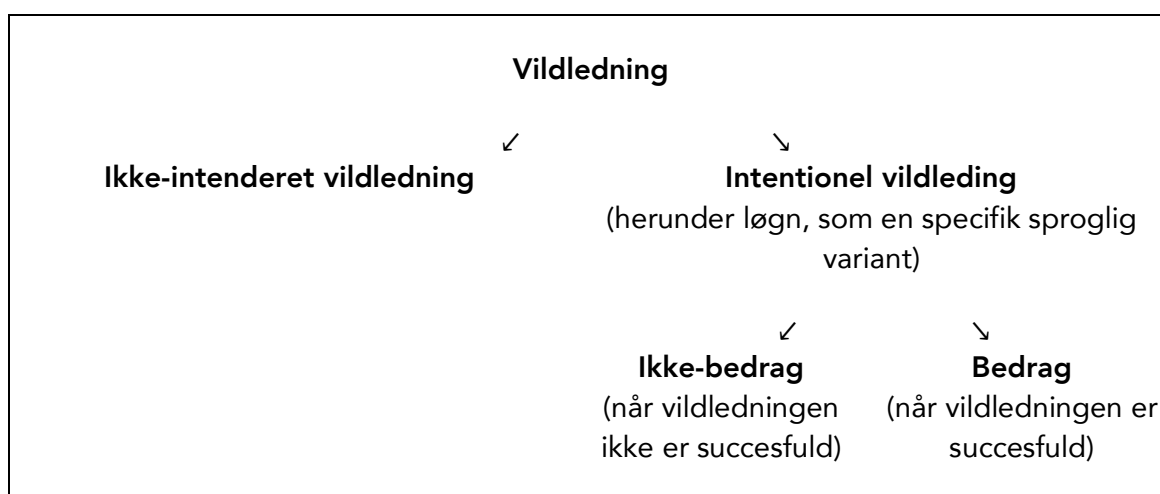 Vildledning
↙ ↘
Ikke-intenderet vildledning Intentionel vildleding
(herunder løgn, som en specifik sproglig
variant)
↙ ↘
Ikke-bedrag Bedrag
(når vildledningen (når vildledningen er
ikke er succesfuld) succesfuld)